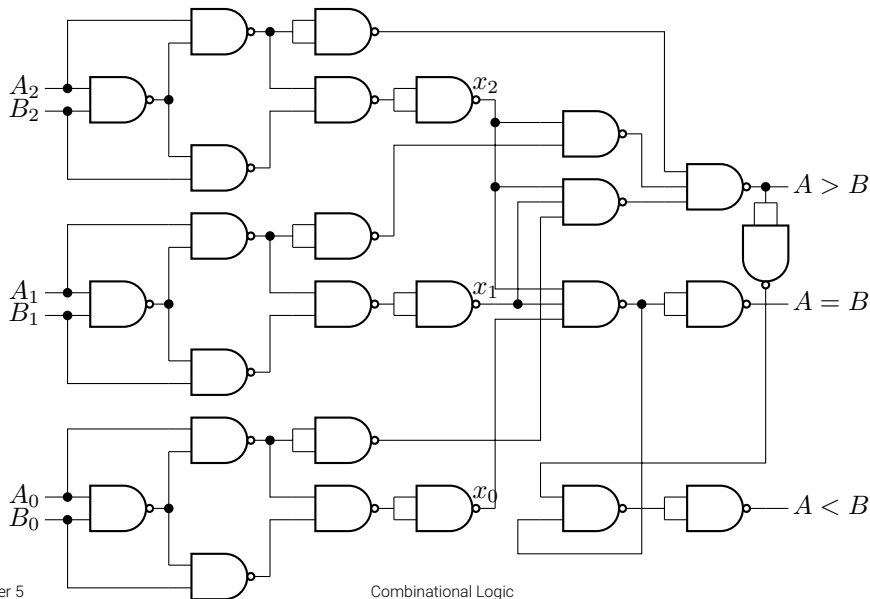 A₂
B₂
x₂
A > B
A₁
B₁
x₁
A = B
A₀
B₀
x₀
A < B
er 5
Combinational Logic